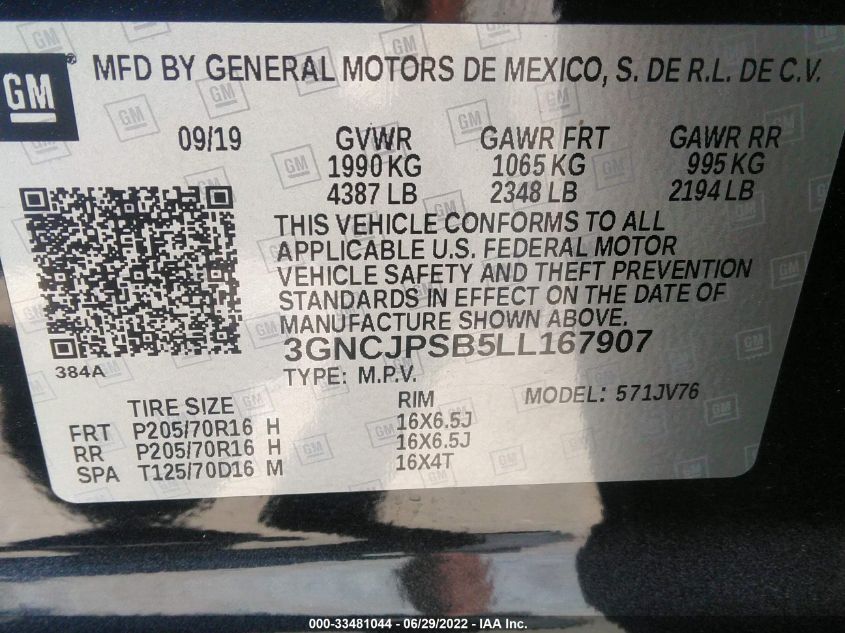 GM
MFD BY GENERAL MOTORS DE MEXICO, S. DE R.L. DE C.V.
09/19 GVWR GAWR FRT GAWR RR
1990 KG 1065 KG 995 KG
4387 LB 2348 LB 2194 LB
THIS VEHICLE CONFORMS TO ALL
APPLICABLE U.S. FEDERAL MOTOR
VEHICLE SAFETY AND THEFT PREVENTION
STANDARDS IN EFFECT ON THE DATE OF
MANUFACTURE SHOWN ABOVE.
3GNCJPSB5LL167907
384A
TYPE: M.P.V. MODEL: 571JV76
TIRE SIZE RIM
FRT P205/70R16 H 16X6.5J
RR P205/70R16 H 16X6.5J
SPA T125/70D16 M 16X4T
000-33481044 - 06/29/2022 - IAA Inc.